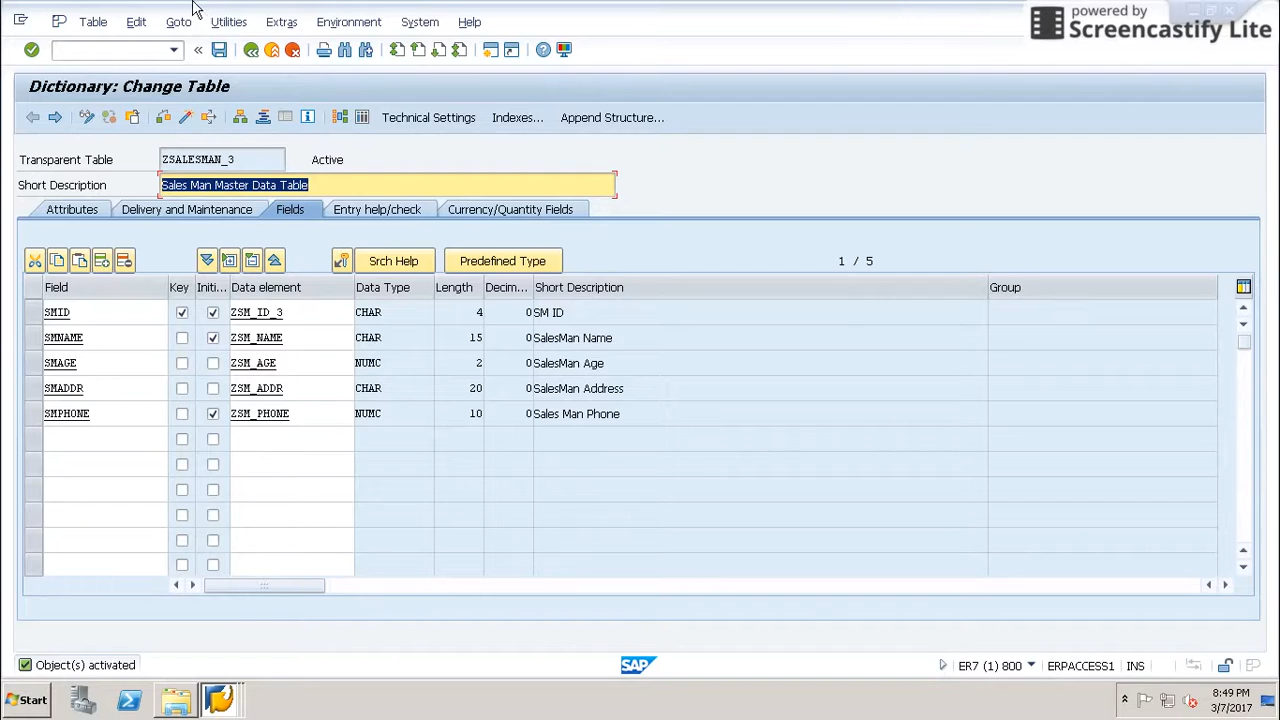 Table Edit Goto Utilities Extras Environment System Help
powered by
Screencastify Lite
Dictionary: Change Table
Technical Settings Indexes... Append Structure...
Transparent Table ZSALESMAN_3 Active
Short Description Sales Man Master Data Table
Attributes Delivery and Maintenance Fields Entry help/check Currency/Quantity Fields
Srch Help Predefined Type 1 / 5
Field Key Initi... Data element Data Type Length Decim... Short Description Group
SMID ZSM_ID_3 CHAR 4 0 SM ID
SMNAME ZSM_NAME CHAR 15 0 SalesMan Name
SMAGE ZSM_AGE NUMC 2 0 SalesMan Age
SMADDR ZSM_ADDR CHAR 20 0 SalesMan Address
SMPHONE ZSM_PHONE NUMC 10 0 Sales Man Phone
Object(s) activated SAP ER7 (1) 800 ERPACCESS1 INS
Start 8:49 PM
3/7/2017